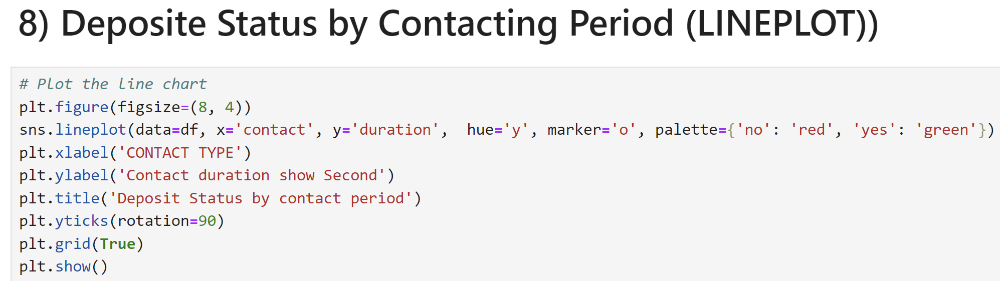 8) Deposite Status by Contacting Period (LINEPLOT))
# Plot the line chart
plt.figure(figsize=(8, 4))
sns.lineplot(data=df, x='contact', y='duration',  hue='y', marker='o', palette={'no': 'red', 'yes': 'green'})
plt.xlabel('CONTACT TYPE')
plt.ylabel('Contact duration show Second')
plt.title('Deposit Status by contact period')
plt.yticks(rotation=90)
plt.grid(True)
plt.show()